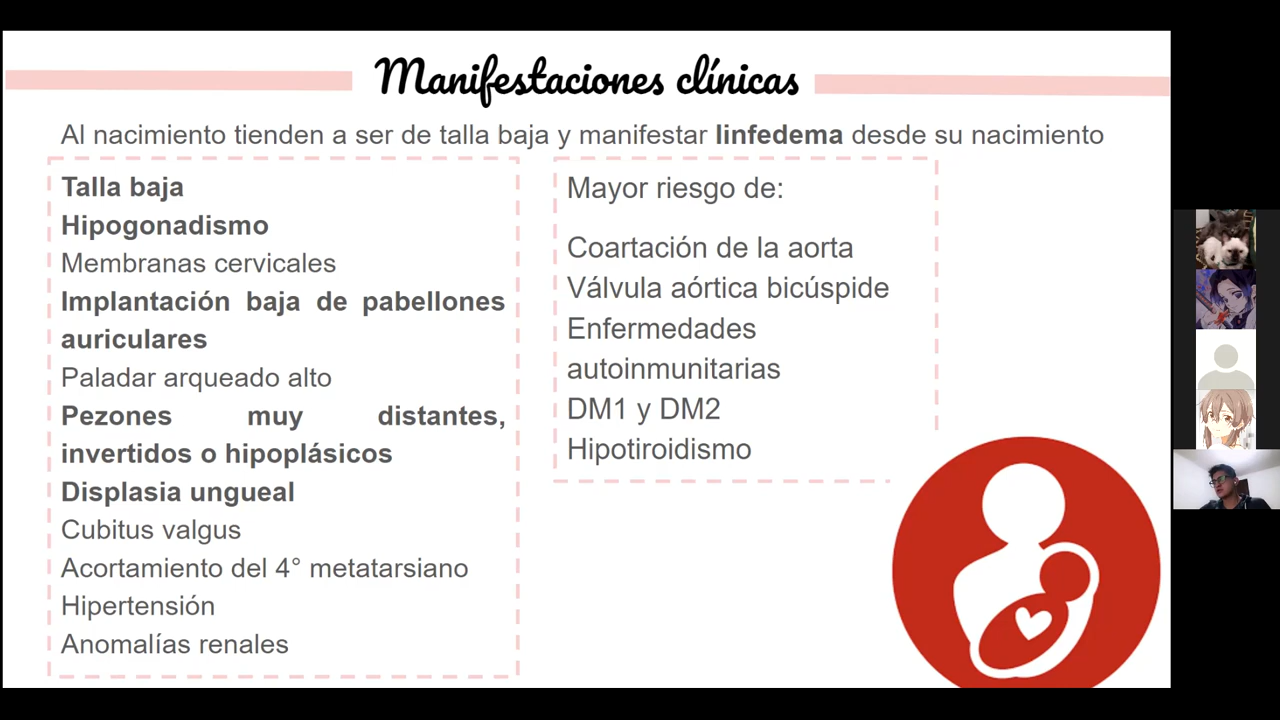 Manifestaciones clínicas
Al nacimiento tienden a ser de talla baja y manifestar linfedema desde su nacimiento
Talla baja
Hipogonadismo
Membranas cervicales
Implantación baja de pabellones
auriculares
Paladar arqueado alto
Pezones muy distantes,
invertidos o hipoplásicos
Displasia ungueal
Cubitus valgus
Acortamiento del 4° metatarsiano
Hipertensión
Anomalías renales
Mayor riesgo de:
Coartación de la aorta
Válvula aórtica bicúspide
Enfermedades
autoinmunitarias
DM1 y DM2
Hipotiroidismo